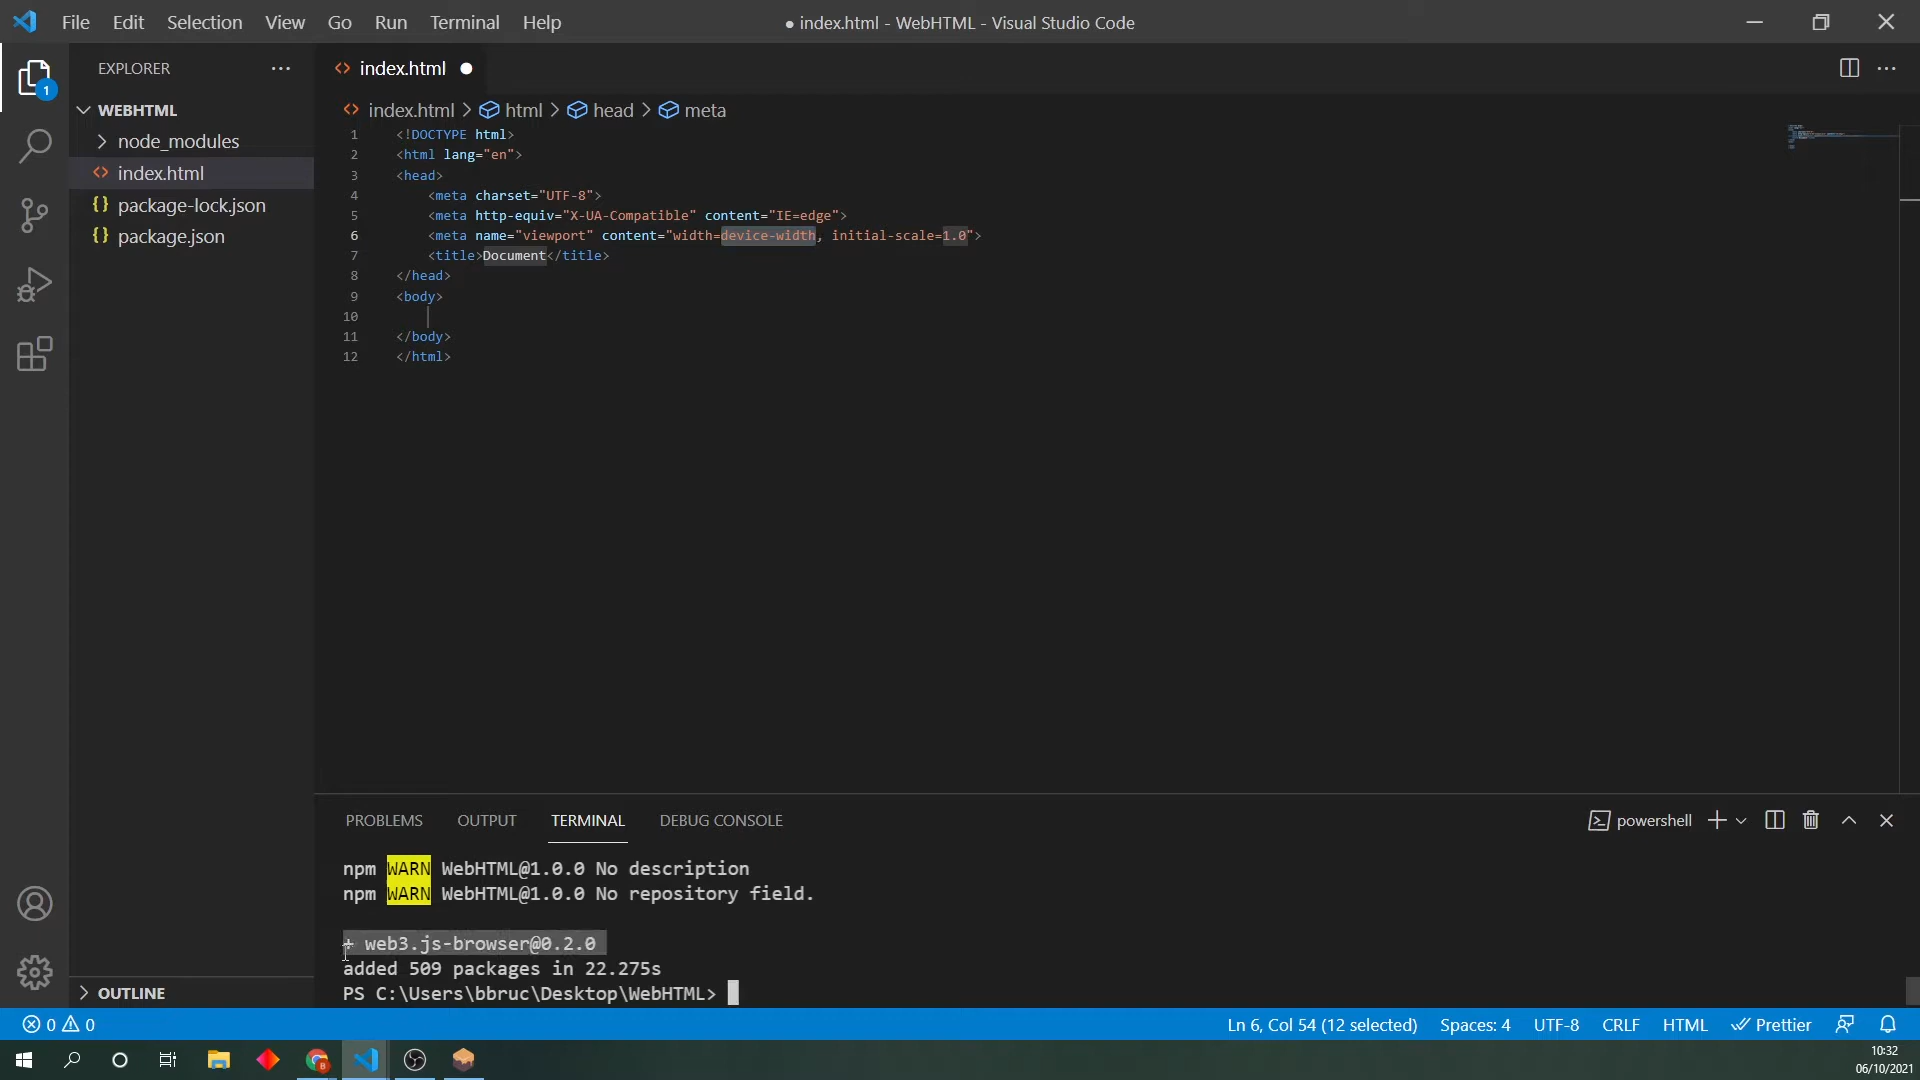 File Edit Selection View Go Run Terminal Help
● index.html - WebHTML - Visual Studio Code
EXPLORER
1
WEBHTML
node_modules
index.html
package-lock.json
package.json
OUTLINE
index.html
index.html > html > head > meta
1 <!DOCTYPE html>
2 <html lang="en">
3 <head>
4 <meta charset="UTF-8">
5 <meta http-equiv="X-UA-Compatible" content="IE=edge">
6 <meta name="viewport" content="width=device-width, initial-scale=1.0">
7 <title>Document</title>
8 </head>
9 <body>
10
11 </body>
12 </html>
PROBLEMS OUTPUT TERMINAL DEBUG CONSOLE
powershell
npm WARN WebHTML@1.0.0 No description
npm WARN WebHTML@1.0.0 No repository field.
+ web3.js-browser@0.2.0
added 509 packages in 22.275s
PS C:\Users\bbruc\Desktop\WebHTML>
0 0
Ln 6, Col 54 (12 selected) Spaces: 4 UTF-8 CRLF HTML Prettier
B
10:32
06/10/2021